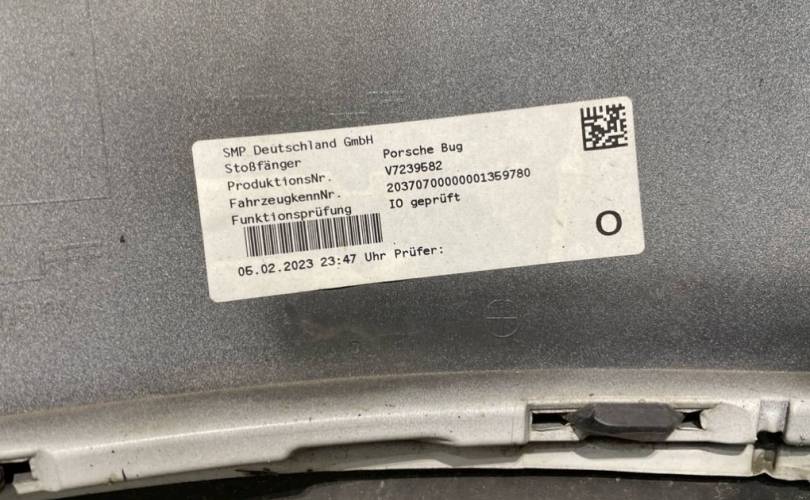 SMP Deutschland GmbH
Stoßfänger Porsche Bug
ProduktionsNr. V7239582
FahrzeugkennNr. 20370700000001359780
Funktionsprüfung IO geprüft
O
06.02.2023 23:47 Uhr Prüfer: